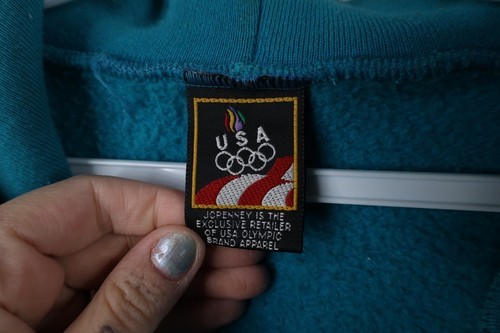 USA
JCPENNEY IS THE
EXCLUSIVE RETAILER
OF USA OLYMPIC
BRAND APPAREL